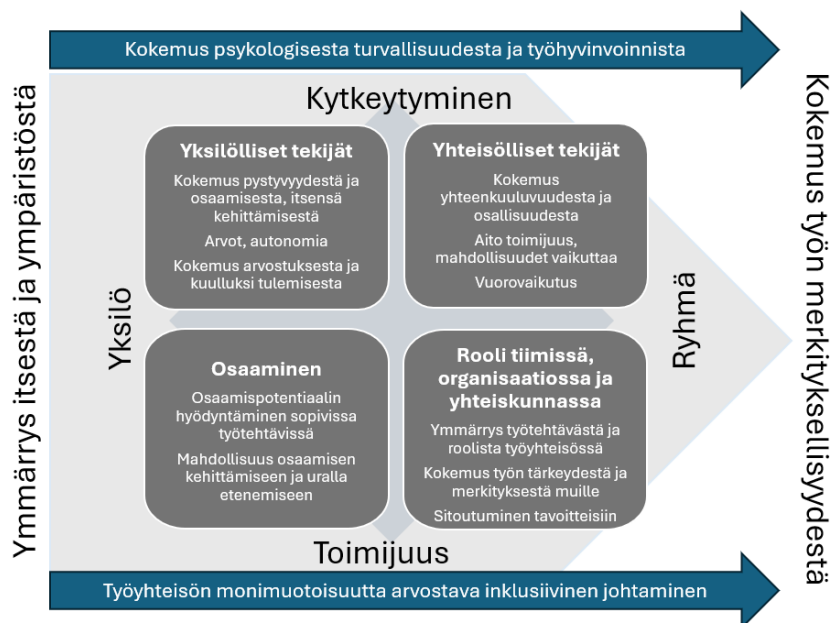 Kokemus psykologisesta turvallisuudesta ja työhyvinvoinnista
Ymmärrys itsestä ja ympäristöstä
Kytkeytyminen
Yksilö
Yksilölliset tekijät
Kokemus pystyvyydestä ja
osaamisesta, itsensä
kehittämisestä
Arvot, autonomia
Kokemus arvostuksesta ja
kuulluksi tulemisesta
Yhteisölliset tekijät
Kokemus
yhteenkuuluvuudesta ja
osallisuudesta
Aito toimijuus,
mahdollisuudet vaikuttaa
Vuorovaikutus
Osaaminen
Osaamispotentiaalin
hyödyntäminen sopivissa
työtehtävissä
Mahdollisuus osaamisen
kehittämiseen ja uralla
etenemiseen
Rooli tiimissä,
organisaatiossa ja
yhteiskunnassa
Ymmärrys työtehtävästä ja
roolista työyhteisössä
Kokemus työn tärkeydestä ja
merkityksestä muille
Sitoutuminen tavoitteisiin
Ryhmä
Toimijuus
Kokemus työn merkityksellisyydestä
Työyhteisön monimuotoisuutta arvostava inklusiivinen johtaminen